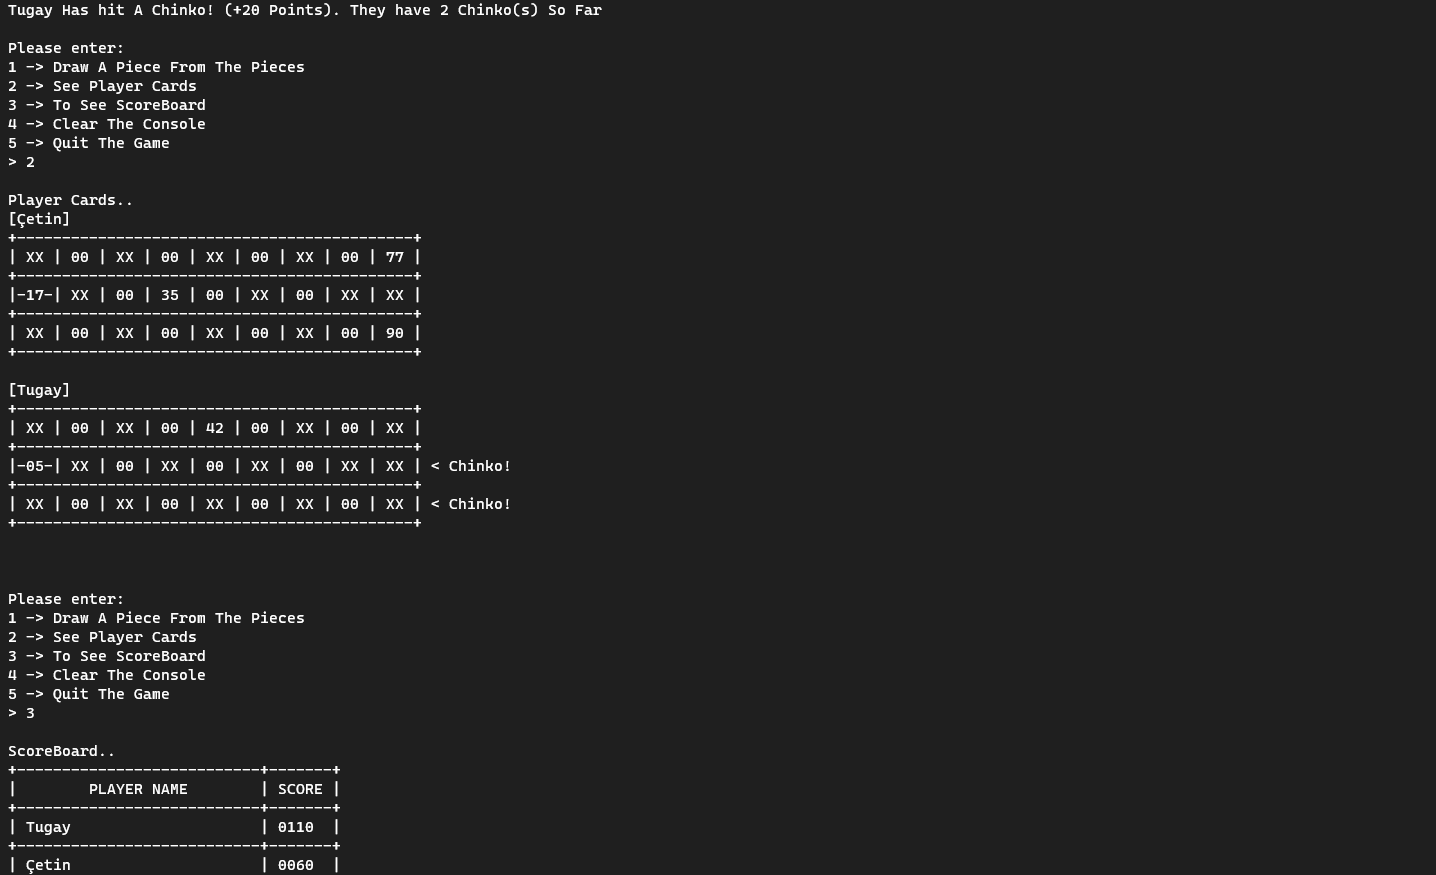 Tugay Has hit A Chinko! (+20 Points). They have 2 Chinko(s) So Far
Please enter:
1 -> Draw A Piece From The Pieces
2 -> See Player Cards
3 -> To See ScoreBoard
4 -> Clear The Console
5 -> Quit The Game
> 2
Player Cards..
[Çetin]
+--------------------------------------------+
| XX | 00 | XX | 00 | XX | 00 | XX | 00 | 77 |
+--------------------------------------------+
|-17-| XX | 00 | 35 | 00 | XX | 00 | XX | XX |
+--------------------------------------------+
| XX | 00 | XX | 00 | XX | 00 | XX | 00 | 90 |
+--------------------------------------------+
[Tugay]
+--------------------------------------------+
| XX | 00 | XX | 00 | 42 | 00 | XX | 00 | XX |
+--------------------------------------------+
|-05-| XX | 00 | XX | 00 | XX | 00 | XX | XX | < Chinko!
+--------------------------------------------+
| XX | 00 | XX | 00 | XX | 00 | XX | 00 | XX | < Chinko!
+--------------------------------------------+
Please enter:
1 -> Draw A Piece From The Pieces
2 -> See Player Cards
3 -> To See ScoreBoard
4 -> Clear The Console
5 -> Quit The Game
> 3
ScoreBoard..
+---------------------------+-------+
|        PLAYER NAME        | SCORE |
+---------------------------+-------+
| Tugay                     | 0110  |
+---------------------------+-------+
| Çetin                     | 0060  |